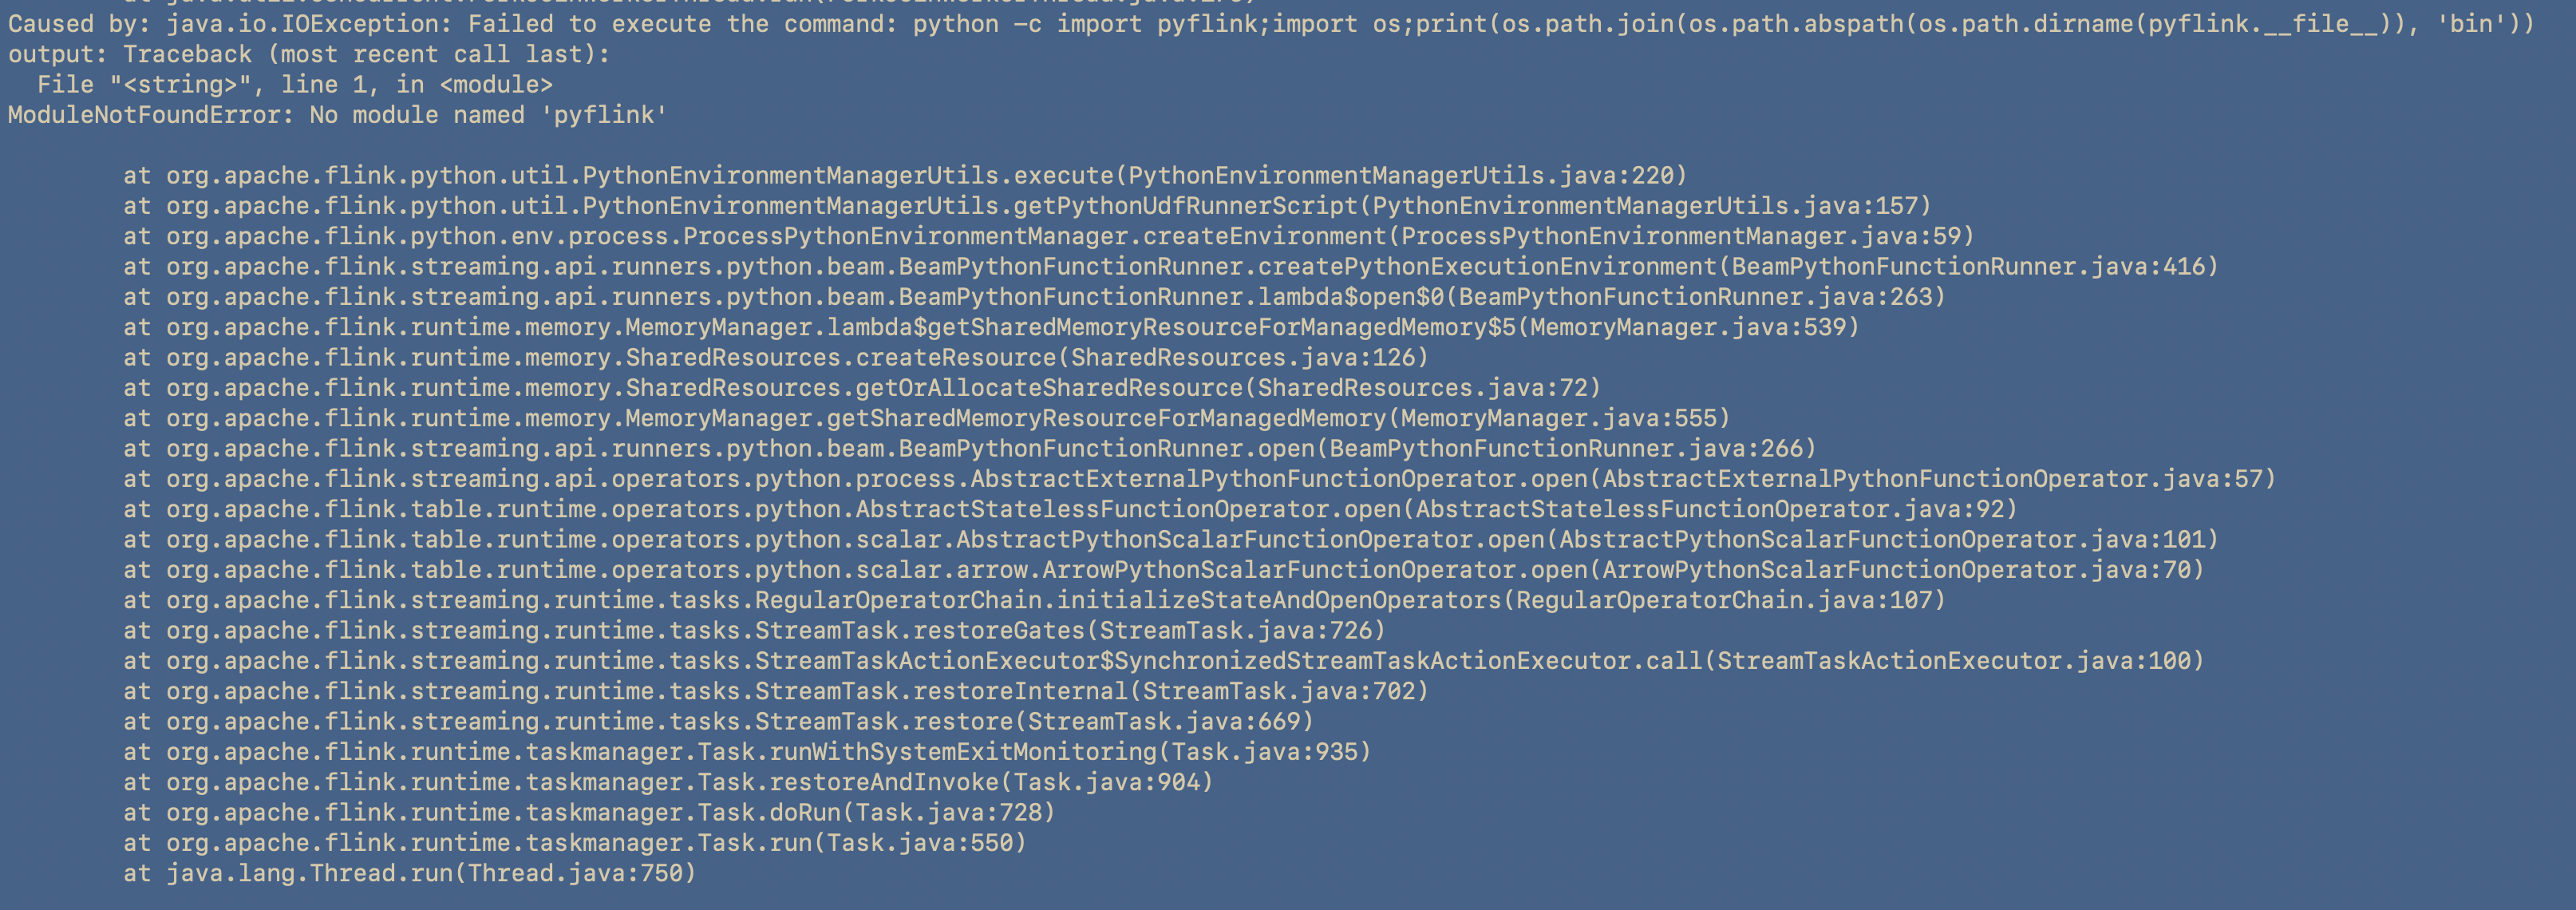 Caused by: java.io.IOException: Failed to execute the command: python -c import pyflink;import os;print(os.path.join(os.path.abspath(os.path.dirname(pyflink.__file__)), 'bin'))
output: Traceback (most recent call last):
  File "<string>", line 1, in <module>
ModuleNotFoundError: No module named 'pyflink'

        at org.apache.flink.python.util.PythonEnvironmentManagerUtils.execute(PythonEnvironmentManagerUtils.java:220)
        at org.apache.flink.python.util.PythonEnvironmentManagerUtils.getPythonUdfRunnerScript(PythonEnvironmentManagerUtils.java:157)
        at org.apache.flink.python.env.process.ProcessPythonEnvironmentManager.createEnvironment(ProcessPythonEnvironmentManager.java:59)
        at org.apache.flink.streaming.api.runners.python.beam.BeamPythonFunctionRunner.createPythonExecutionEnvironment(BeamPythonFunctionRunner.java:416)
        at org.apache.flink.streaming.api.runners.python.beam.BeamPythonFunctionRunner.lambda$open$0(BeamPythonFunctionRunner.java:263)
        at org.apache.flink.runtime.memory.MemoryManager.lambda$getSharedMemoryResourceForManagedMemory$5(MemoryManager.java:539)
        at org.apache.flink.runtime.memory.SharedResources.createResource(SharedResources.java:126)
        at org.apache.flink.runtime.memory.SharedResources.getOrAllocateSharedResource(SharedResources.java:72)
        at org.apache.flink.runtime.memory.MemoryManager.getSharedMemoryResourceForManagedMemory(MemoryManager.java:555)
        at org.apache.flink.streaming.api.runners.python.beam.BeamPythonFunctionRunner.open(BeamPythonFunctionRunner.java:266)
        at org.apache.flink.streaming.api.operators.python.process.AbstractExternalPythonFunctionOperator.open(AbstractExternalPythonFunctionOperator.java:57)
        at org.apache.flink.table.runtime.operators.python.AbstractStatelessFunctionOperator.open(AbstractStatelessFunctionOperator.java:92)
        at org.apache.flink.table.runtime.operators.python.scalar.AbstractPythonScalarFunctionOperator.open(AbstractPythonScalarFunctionOperator.java:101)
        at org.apache.flink.table.runtime.operators.python.scalar.arrow.ArrowPythonScalarFunctionOperator.open(ArrowPythonScalarFunctionOperator.java:70)
        at org.apache.flink.streaming.runtime.tasks.RegularOperatorChain.initializeStateAndOpenOperators(RegularOperatorChain.java:107)
        at org.apache.flink.streaming.runtime.tasks.StreamTask.restoreGates(StreamTask.java:726)
        at org.apache.flink.streaming.runtime.tasks.StreamTaskActionExecutor$SynchronizedStreamTaskActionExecutor.call(StreamTaskActionExecutor.java:100)
        at org.apache.flink.streaming.runtime.tasks.StreamTask.restoreInternal(StreamTask.java:702)
        at org.apache.flink.streaming.runtime.tasks.StreamTask.restore(StreamTask.java:669)
        at org.apache.flink.runtime.taskmanager.Task.runWithSystemExitMonitoring(Task.java:935)
        at org.apache.flink.runtime.taskmanager.Task.restoreAndInvoke(Task.java:904)
        at org.apache.flink.runtime.taskmanager.Task.doRun(Task.java:728)
        at org.apache.flink.runtime.taskmanager.Task.run(Task.java:550)
        at java.lang.Thread.run(Thread.java:750)